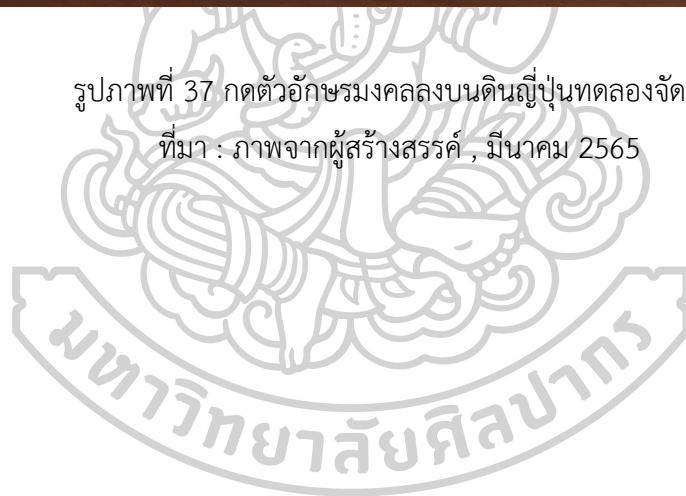 รูปภาพที่ 37 กดตัวอักษรมงคลลงบนดินญี่ปุ่นทดลองจัด
ที่มา : ภาพจากผู้สร้างสรรค์ , มีนาคม 2565
มหาวิทยาลัยศิลปากร